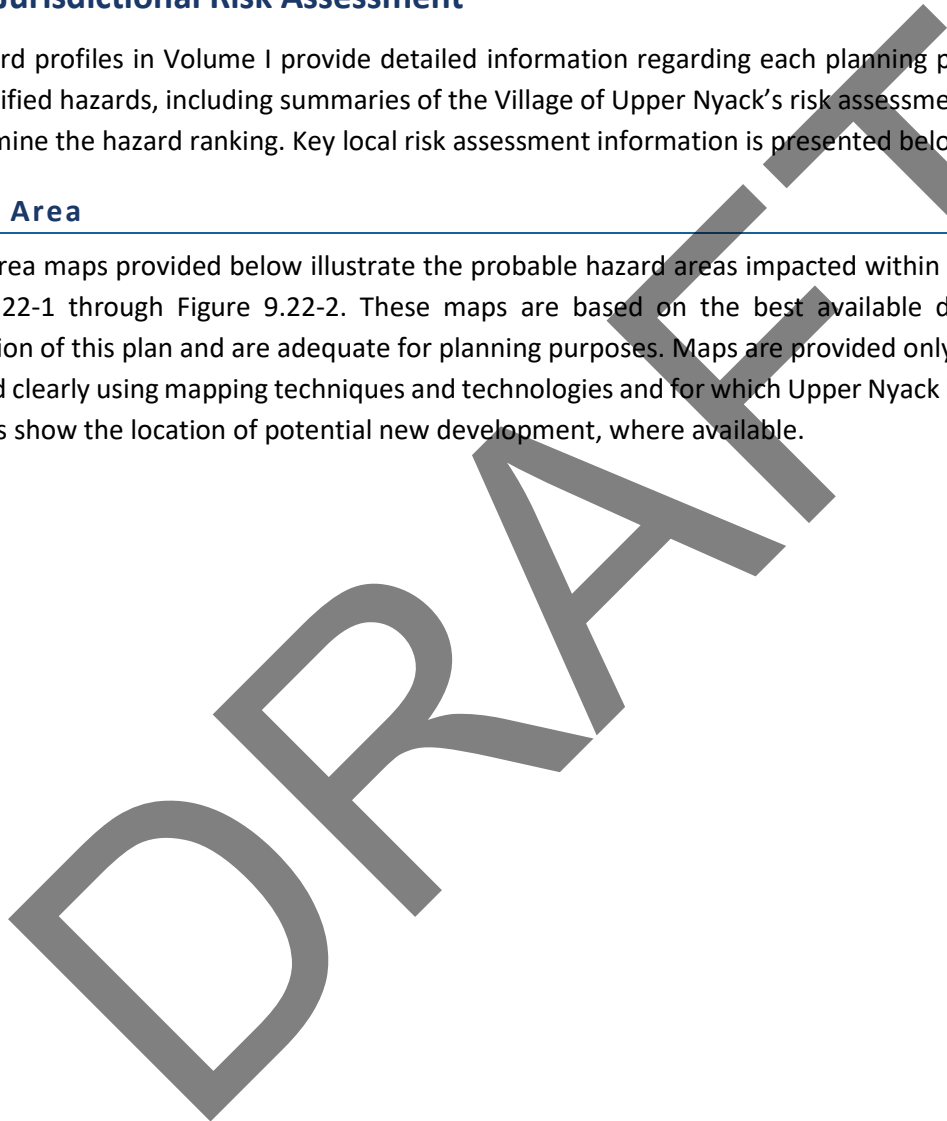 Jurisdictional Risk Assessment
rd profiles in Volume I provide detailed information regarding each planning p
ified hazards, including summaries of the Village of Upper Nyack’s risk assessme
mine the hazard ranking. Key local risk assessment information is presented belo
Area
rea maps provided below illustrate the probable hazard areas impacted within
22-1 through Figure 9.22-2. These maps are based on the best available d
ion of this plan and are adequate for planning purposes. Maps are provided only
d clearly using mapping techniques and technologies and for which Upper Nyack
s show the location of potential new development, where available.
DRAFT